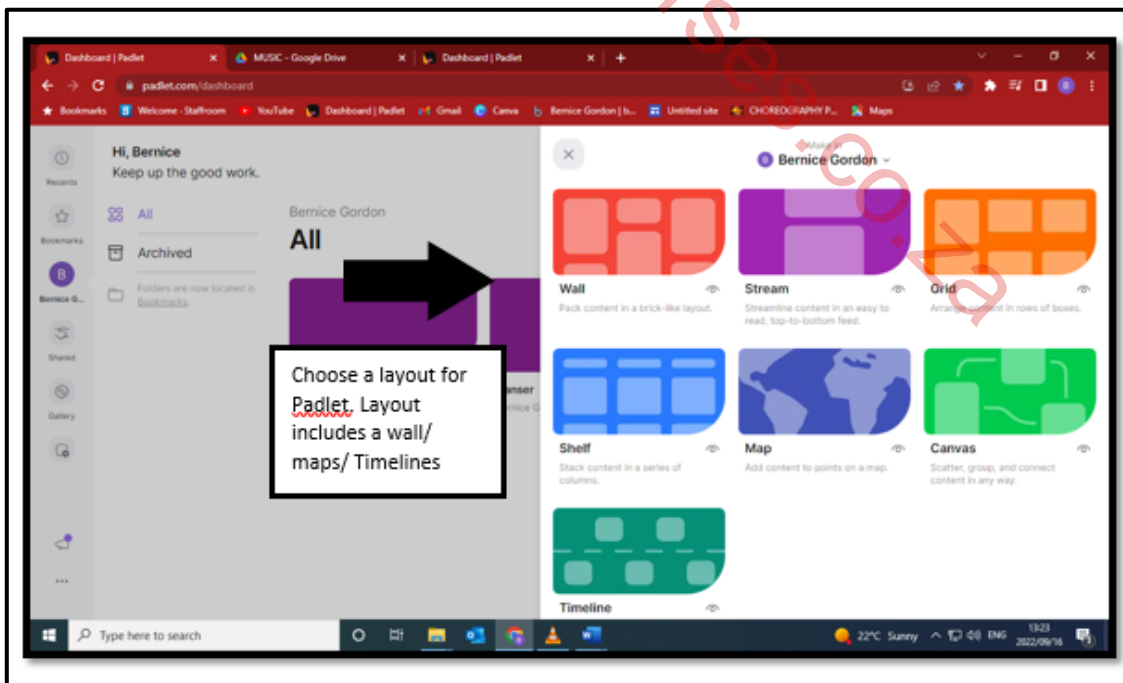 Dashboard | Padlet
MUSIC - Google Drive
Dashboard | Padlet
padlet.com/dashboard
Bookmarks
Welcome - Staffroom
YouTube
Dashboard | Padlet
Gmail
Canva
Bernice Gordon | b...
Untitled site
CHOREOGRAPHY P...
Maps
Hi, Bernice
Keep up the good work.
Recents
Bookmarks
B
Bernice G...
Shared
Gallery
All
Archived
Folders are now located in
Bookmarks.
Bernice Gordon
All
Choose a layout for
Padlet. Layout
includes a wall/
maps/ Timelines
Make in
B Bernice Gordon
Wall
Pack content in a brick-like layout.
Stream
Streamline content in an easy to
read, top-to-bottom feed.
Grid
Arrange content in rows of boxes.
Shelf
Stack content in a series of
columns.
Map
Add content to points on a map.
Canvas
Scatter, group, and connect
content in any way.
Timeline
Type here to search
22°C Sunny
ENG
13:23
2022/09/16
ses.co.za